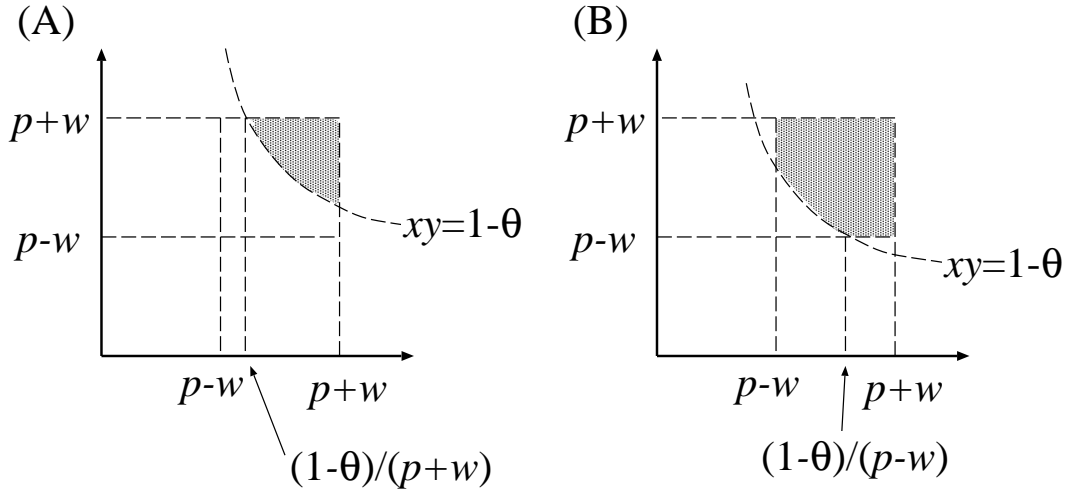 (A)
p+w
p-w
xy=1-θ
p-w
p+w
(1-θ)/(p+w)
(B)
p+w
p-w
xy=1-θ
p-w
p+w
(1-θ)/(p-w)